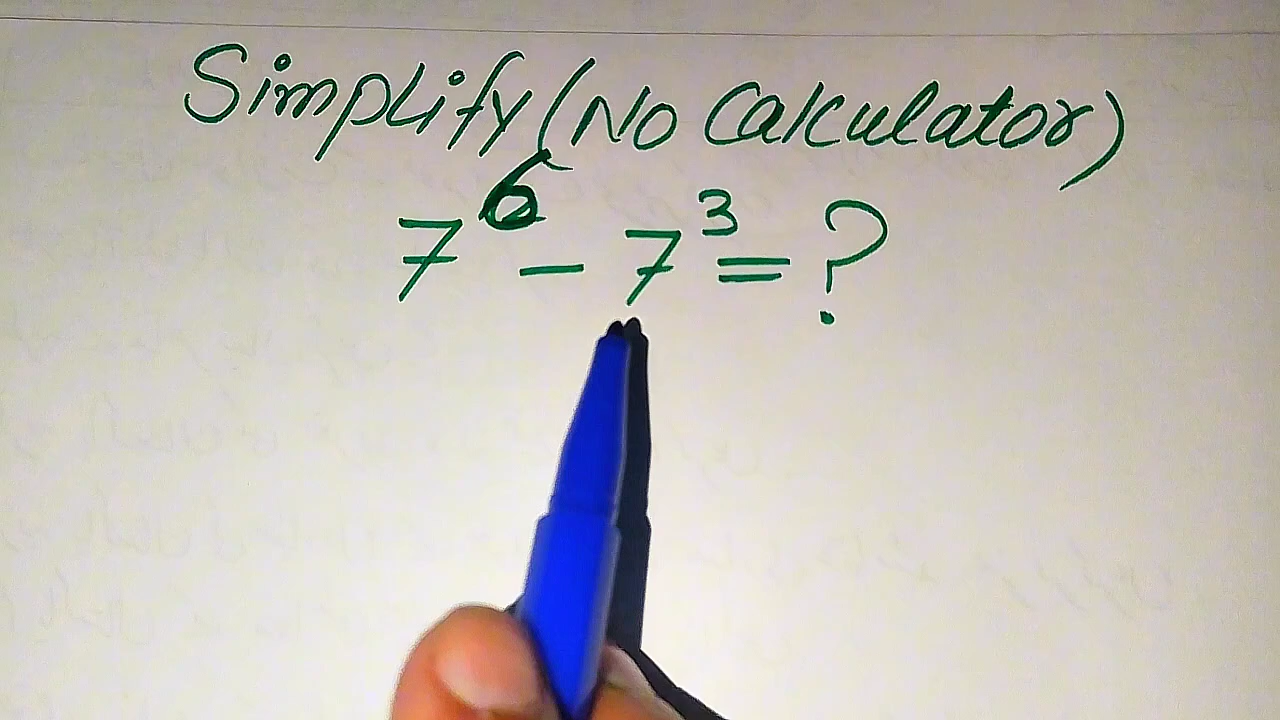 Simplify (No Calculator)
7⁶ - 7³ = ?